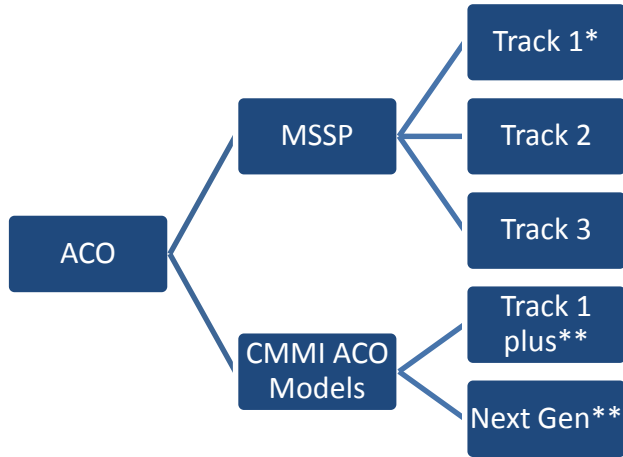 Track 1*
MSSP
Track 2
Track 3
ACO
Track 1
plus**
CMMI ACO
Models
Next Gen**